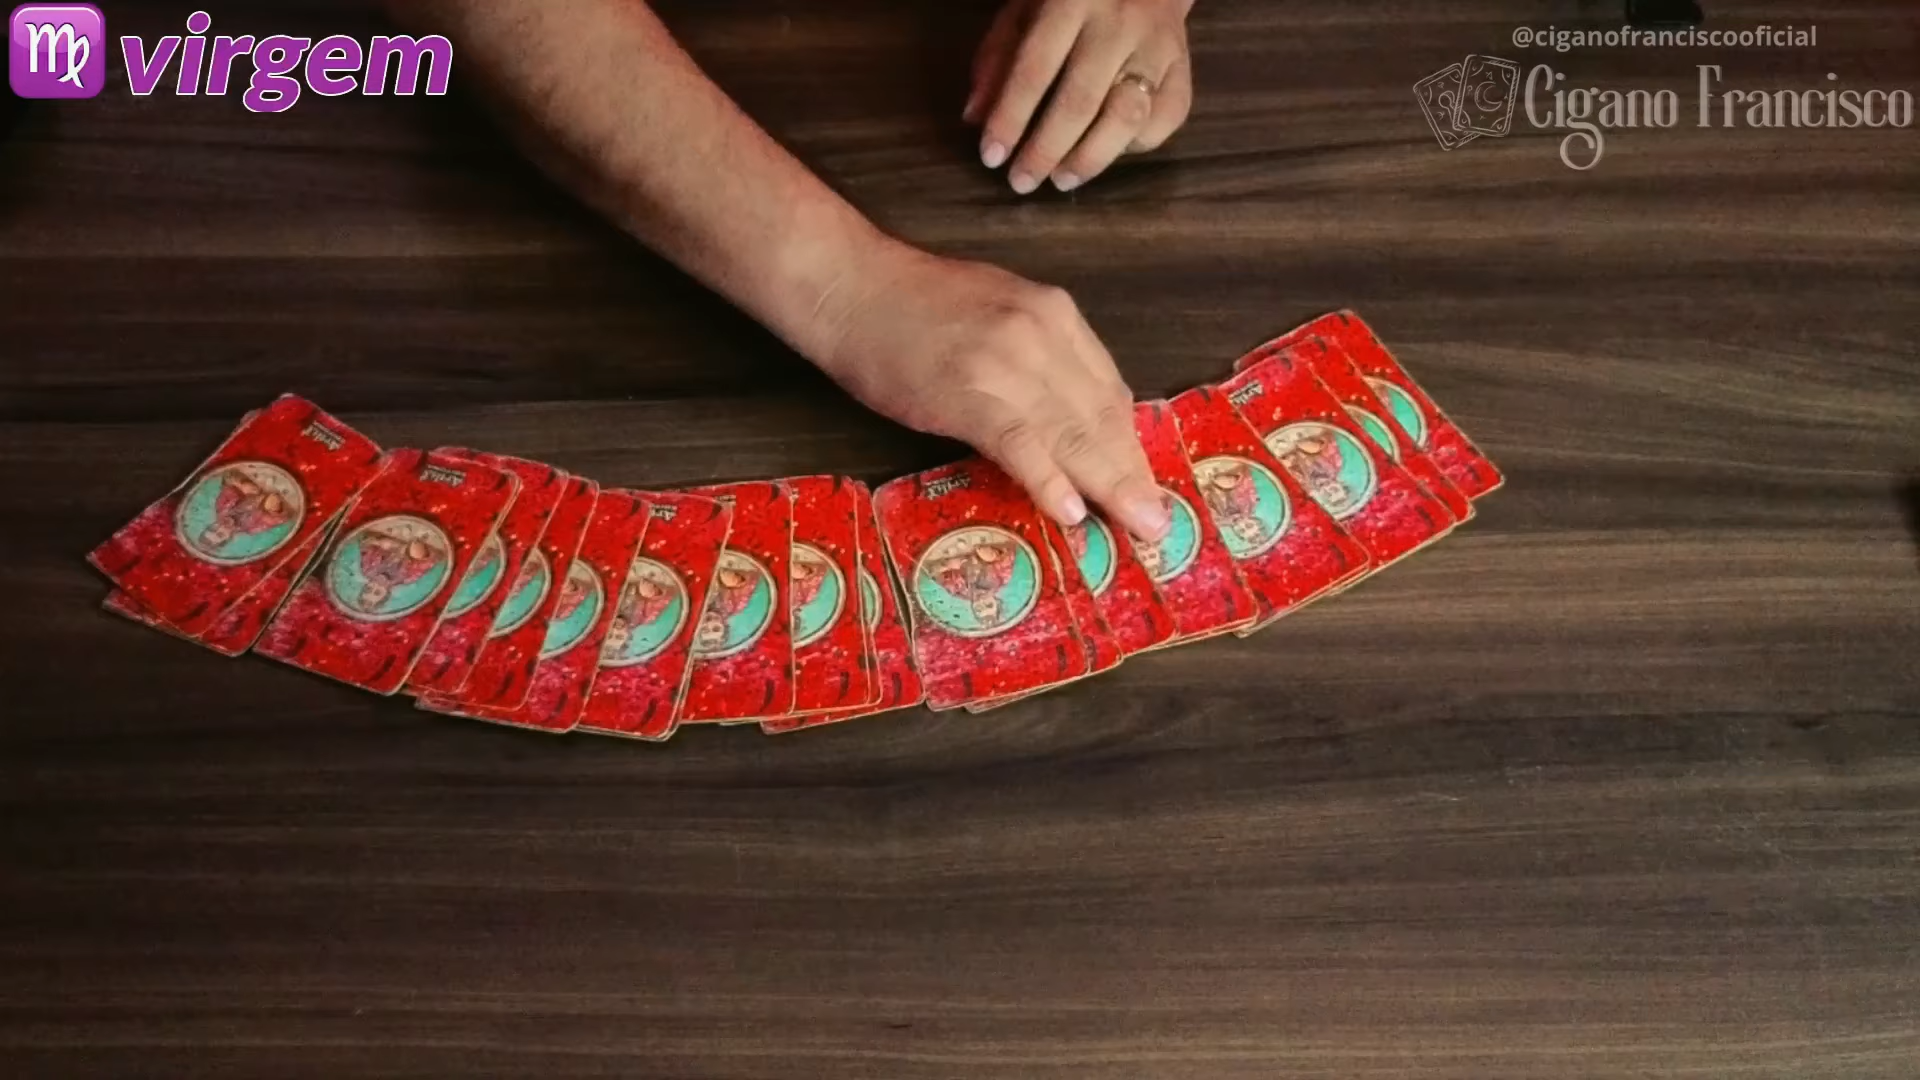 ♍ virgem
@ciganofranciscooficial
Cigano Francisco